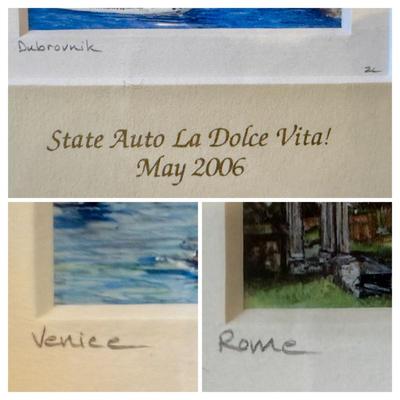 Dubrovnik
State Auto La Dolce Vita!
May 2006
Venice
Rome